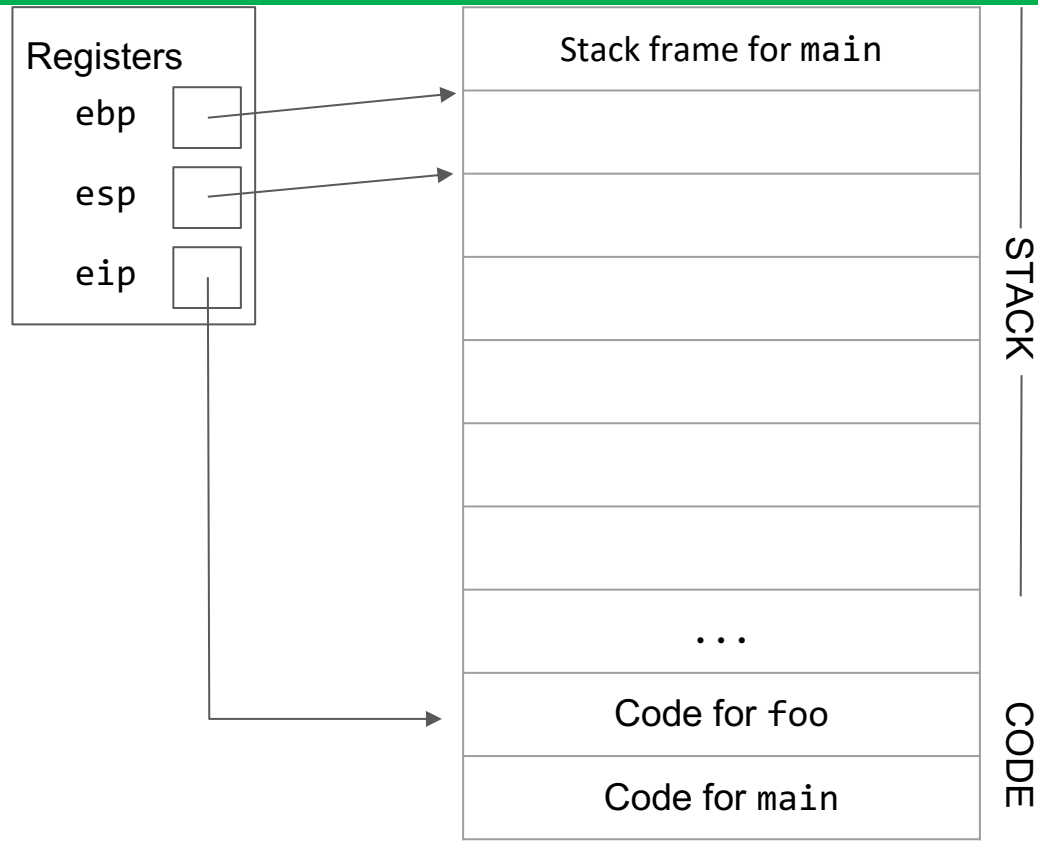 Registers
ebp
esp
eip
Stack frame for main
...
Code for foo
Code for main
STACK
CODE